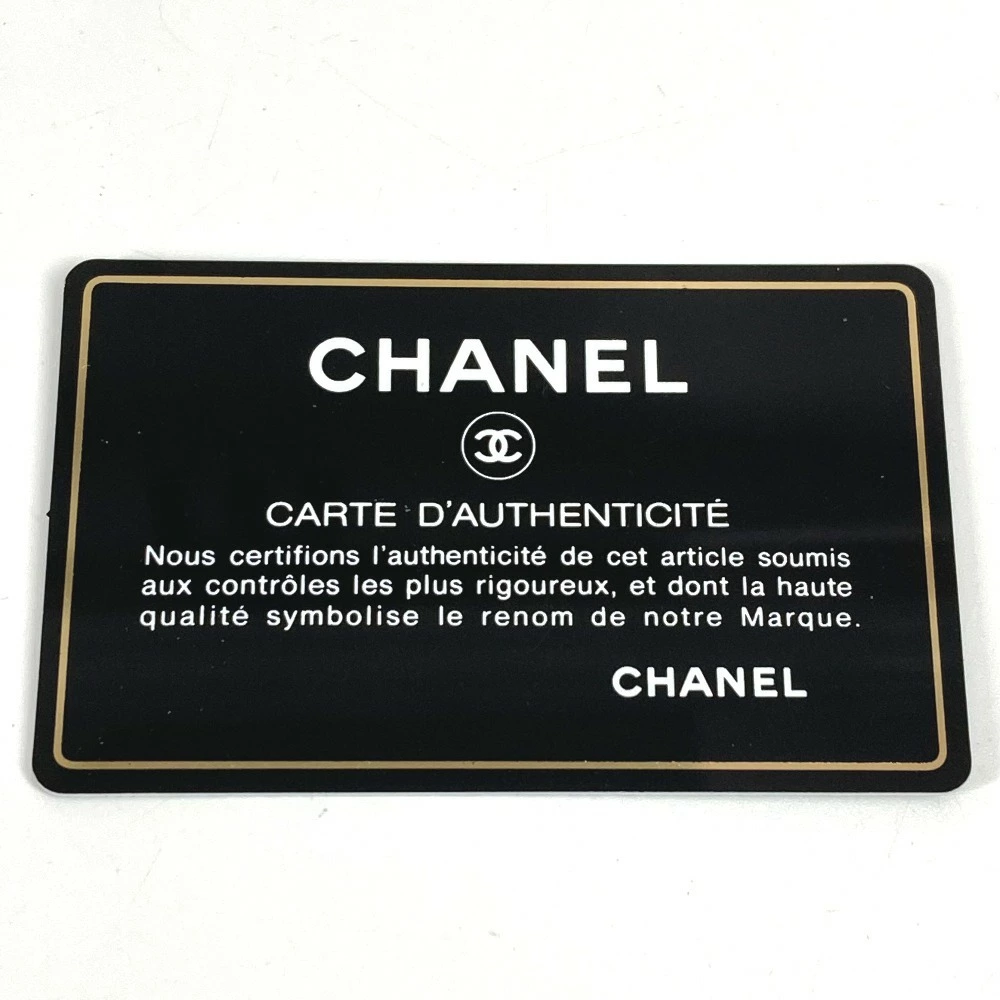 CHANEL
CARTE D'AUTHENTICITÉ
Nous certifions l'authenticité de cet article soumis
aux contrôles les plus rigoureux, et dont la haute
qualité symbolise le renom de notre Marque.
CHANEL